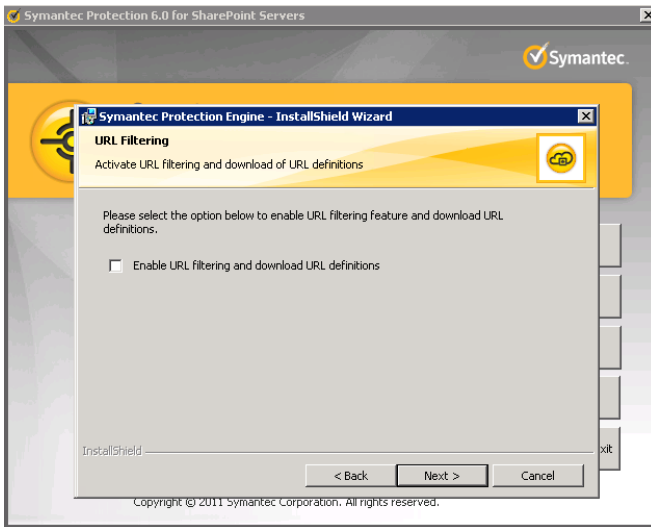 Symantec Protection 6.0 for SharePoint Servers
Symantec.
Symantec Protection Engine - InstallShield Wizard
URL Filtering
Activate URL filtering and download of URL definitions
Please select the option below to enable URL filtering feature and download URL
definitions.
Enable URL filtering and download URL definitions
InstallShield
xit
< Back
Next >
Cancel
Copyright © 2011 Symantec Corporation. All rights reserved.